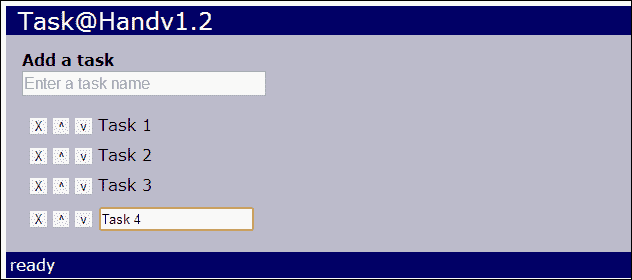 Task@Handv1.2
Add a task
Enter a task name
X ^ v Task 1
X ^ v Task 2
X ^ v Task 3
X ^ v Task 4
ready